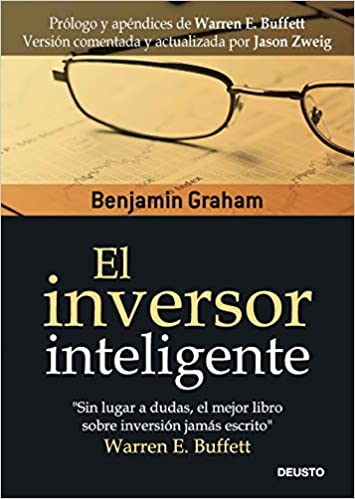 Prólogo y apéndices de Warren E. Buffett
Versión comentada y actualizada por Jason Zweig
Index
Benjamin Graham
El
inversor
inteligente
"Sin lugar a dudas, el mejor libro
sobre inversión jamás escrito"
Warren E. Buffett
DEUSTO